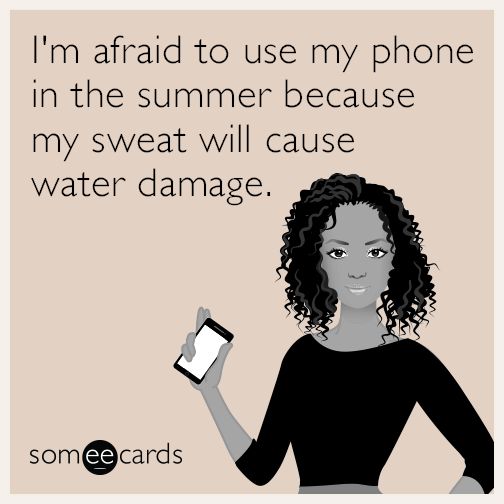 I'm afraid to use my phone
in the summer because
my sweat will cause
water damage.
someecards